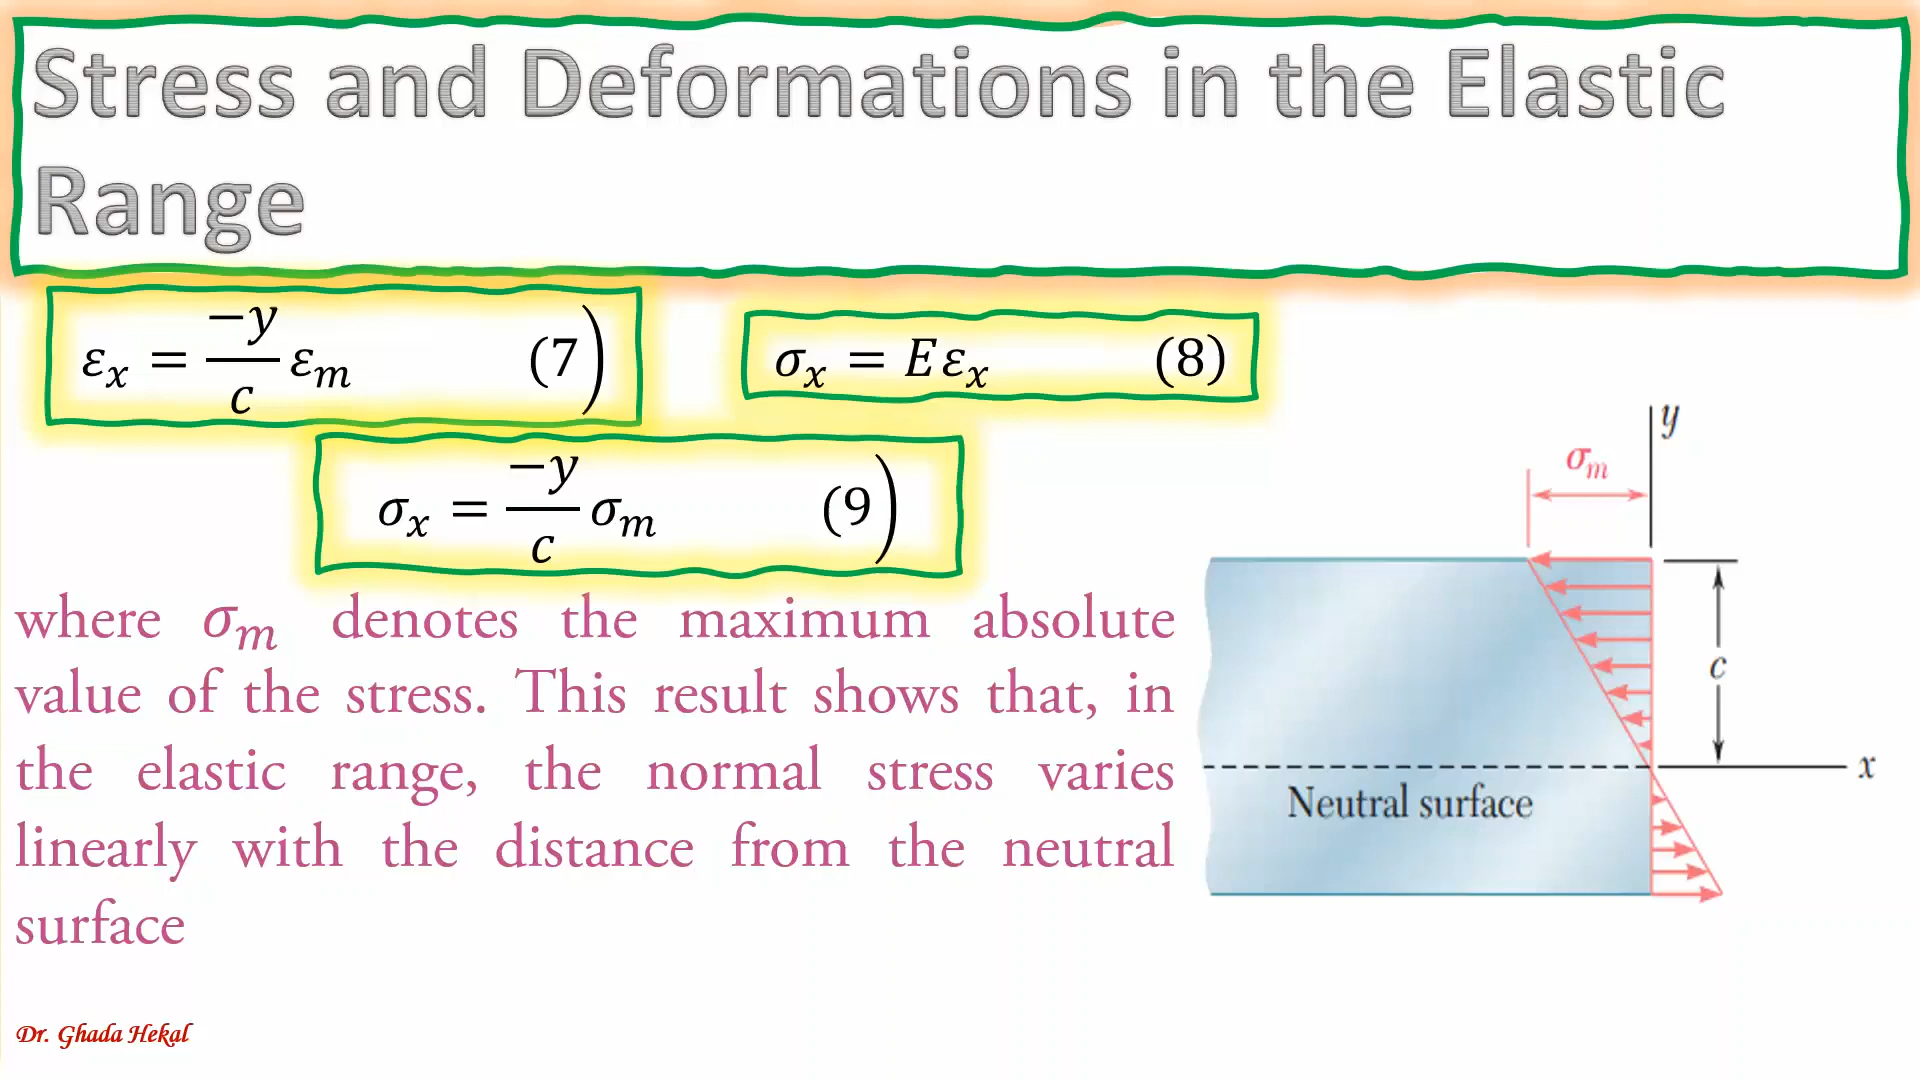 Stress and Deformations in the Elastic
Range
εx = −y/c εm (7)
σx = Eεx (8)
σx = −y/c σm (9)
where σm denotes the maximum absolute
value of the stress. This result shows that, in
the elastic range, the normal stress varies
linearly with the distance from the neutral
surface
y
σm
c
x
Neutral surface
Dr. Ghada Hekal